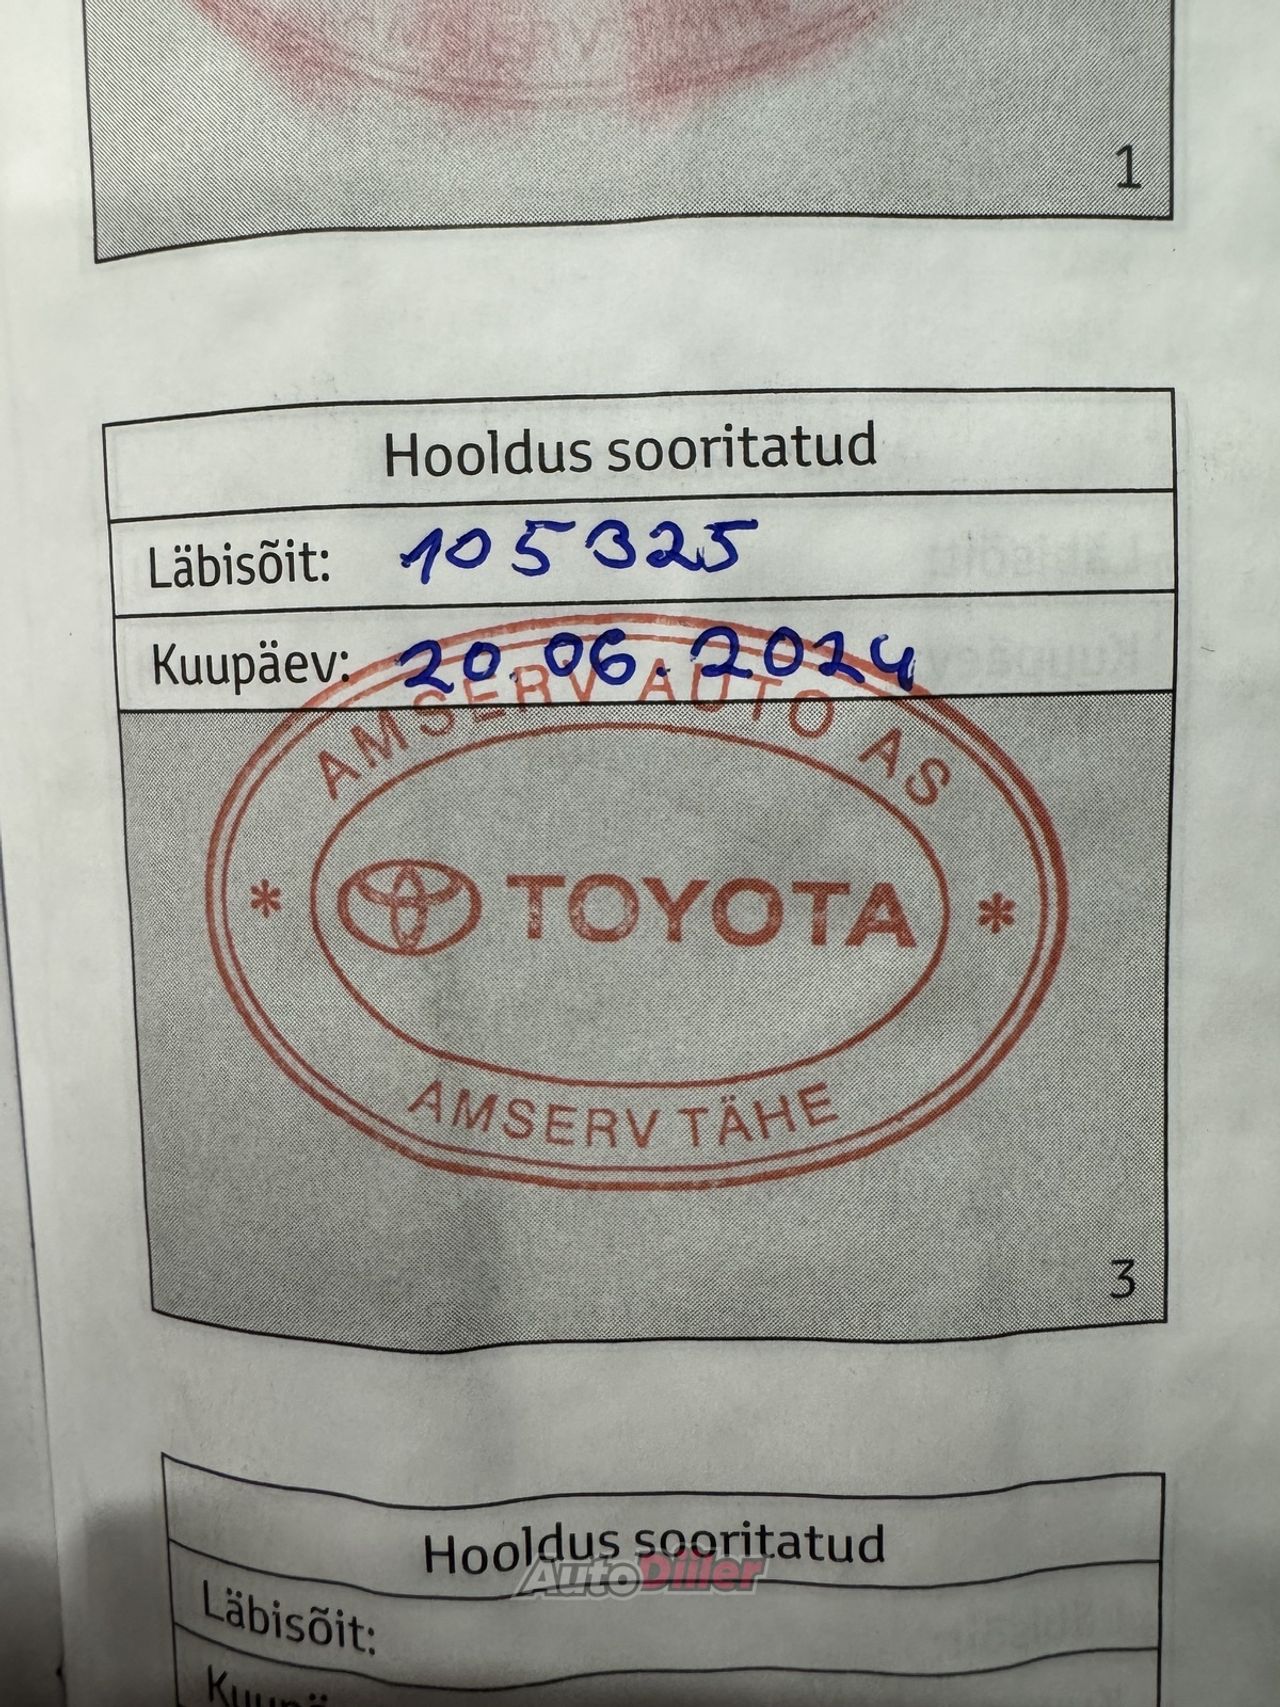 1
Hooldus sooritatud
Läbisõit: 105325
Kuupäev: 20.06.2024
AMSERV AUTO AS
* TOYOTA *
AMSERV TÄHE
3
Hooldus sooritatud
AutoDiller
Läbisõit: